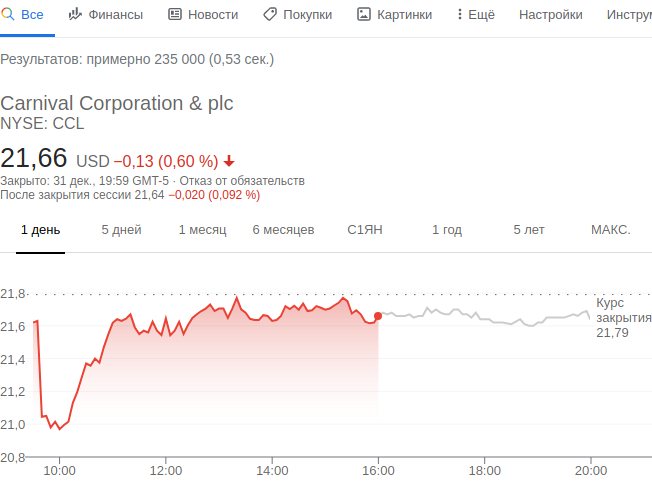 Все Финансы Новости Покупки Картинки Ещё Настройки
Результатов: примерно 235 000 (0,53 сек.)
Carnival Corporation & plc
NYSE: CCL
21,66 USD −0,13 (0,60 %)
Закрыто: 31 дек., 19:59 GMT-5 · Отказ от обязательств
После закрытия сессии 21,64 −0,020 (0,092 %)
1 день 5 дней 1 месяц 6 месяцев С1ЯН 1 год 5 лет МАКС.
21,8
21,6
21,4
21,2
21,0
20,8
Курс
закрытия
21,79
10:00 12:00 14:00 16:00 18:00 20:00